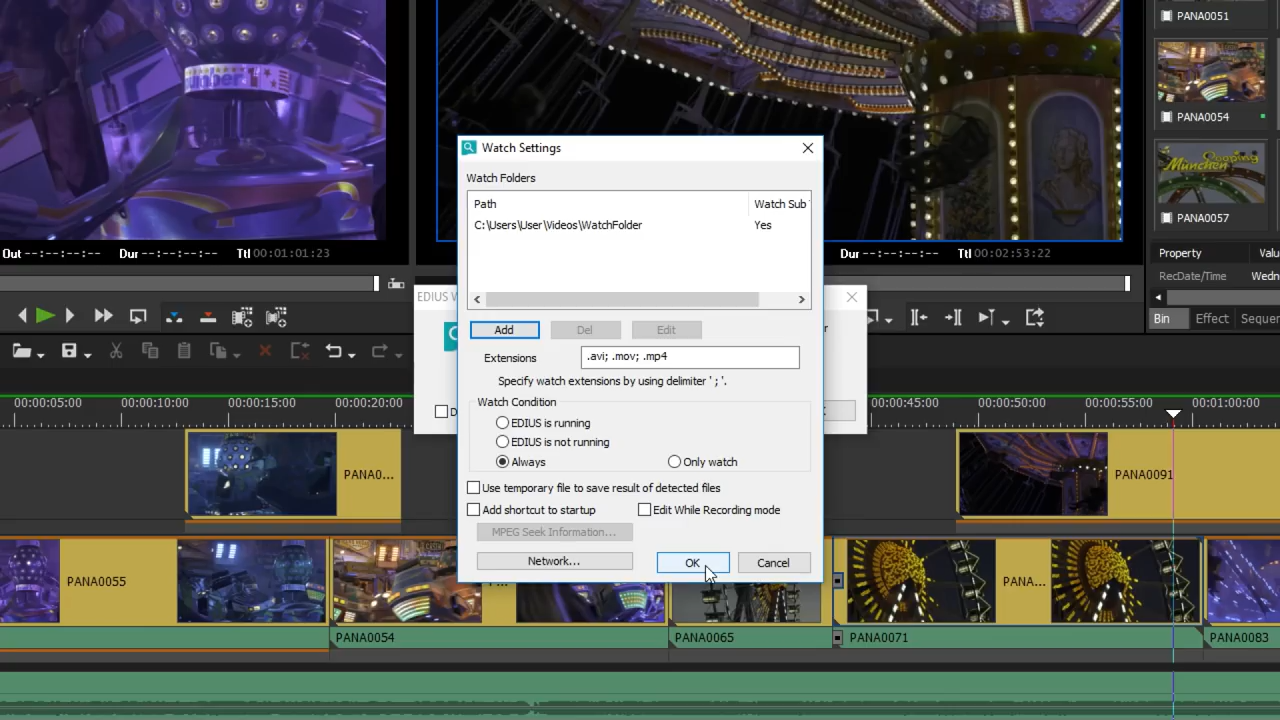 PANA0051
PANA0054
Looping
München
PANA0057
Watch Settings
Watch Folders
Path
Watch Sub
C:\Users\User\Videos\WatchFolder
Yes
Out --:--:--:-- Dur --:--:--:-- Ttl 00:01:01:23
Dur --:--:--:-- Ttl 00:02:53:22
Property
RecDate/Time
Bin Effect
Add Del Edit
Extensions .avi; .mov; .mp4
Specify watch extensions by using delimiter ' ; '.
Watch Condition
EDIUS is running
EDIUS is not running
Always Only watch
Use temporary file to save result of detected files
Add shortcut to startup Edit While Recording mode
MPEG Seek Information...
Network... OK Cancel
EDIUS
00:00:05:00 00:00:10:00 00:00:15:00 00:00:20:00 00:00:45:00 00:00:50:00 00:00:55:00 00:01:00:00
PANA0... PANA0091
PANA0055 PANA...
PANA0054 PANA0065 PANA0071 PANA0083